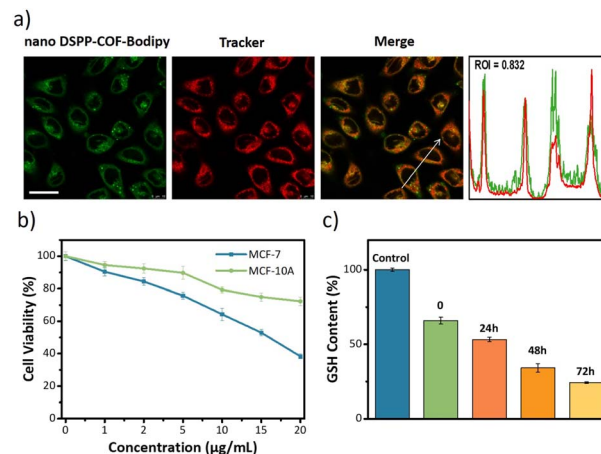 a)
nano DSPP-COF-Bodipy Tracker Merge
ROI = 0.832
b)
c)
MCF-7
MCF-10A
Cell Viability (%)
100
80
60
40
20
0
0 1 2 5 10 15 20
Concentration (μg/mL)
GSH Content (%)
100
50
0
Control
0
24h
48h
72h